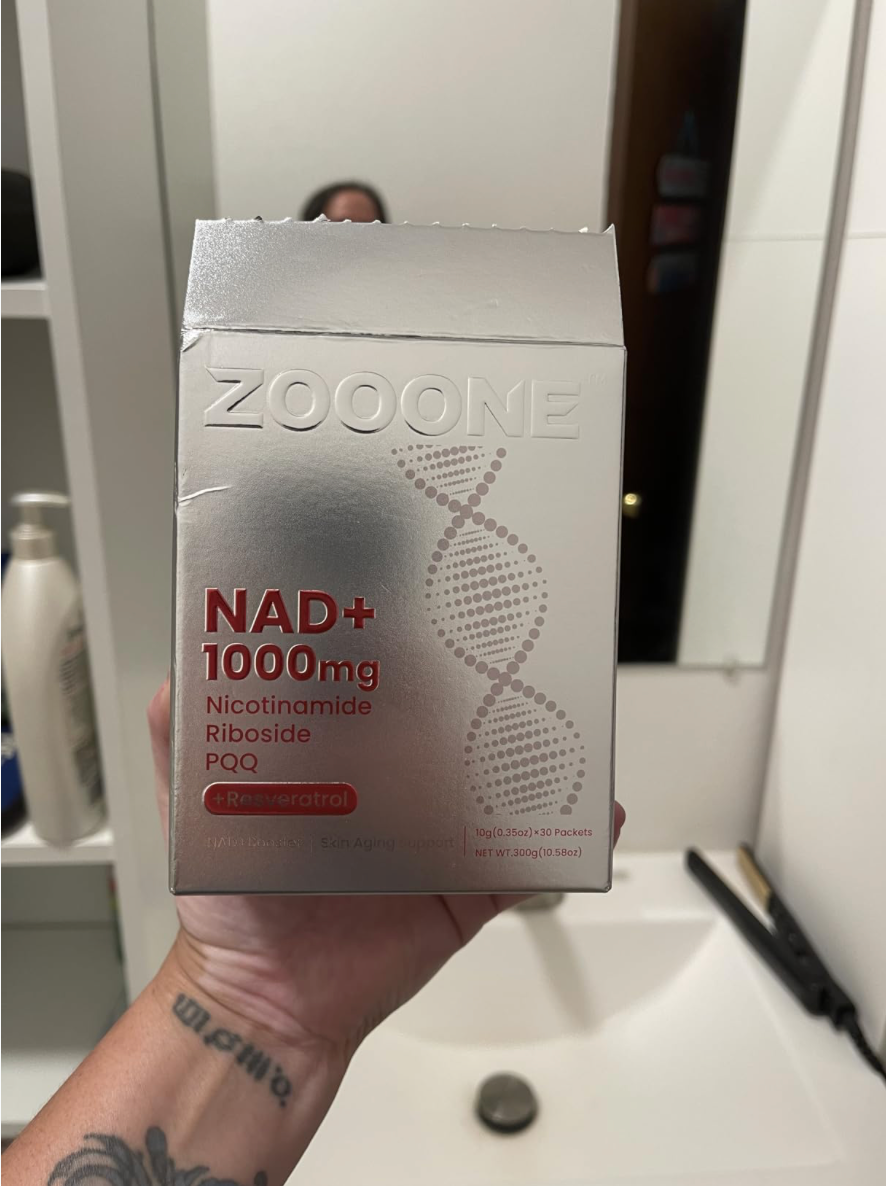 ZOOONE
NAD+
1000mg
Nicotinamide
Riboside
PQQ
+Resveratrol
Skin Aging Support
10g(0.35oz)×30 Packets
NET WT.300g(10.58oz)